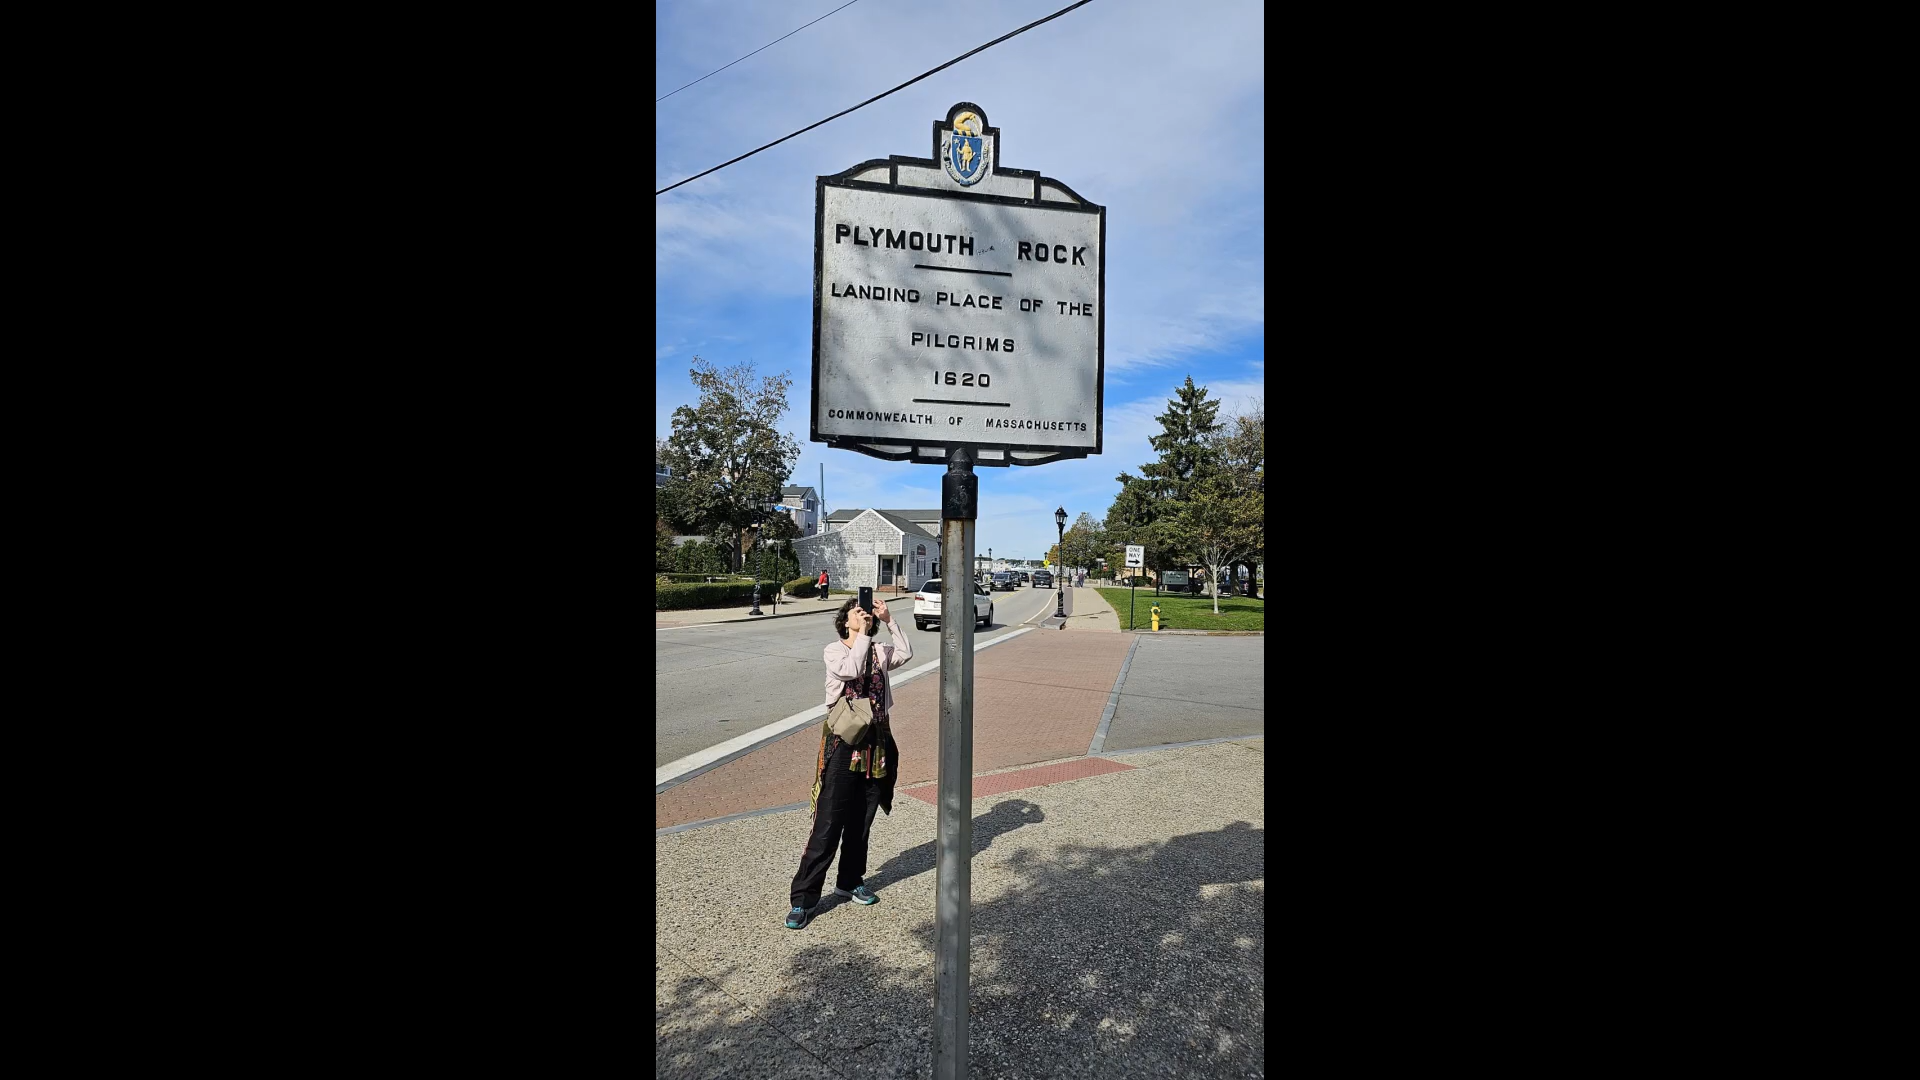 PLYMOUTH ROCK
LANDING PLACE OF THE
PILGRIMS
1620
COMMONWEALTH OF MASSACHUSETTS
ONE
WAY